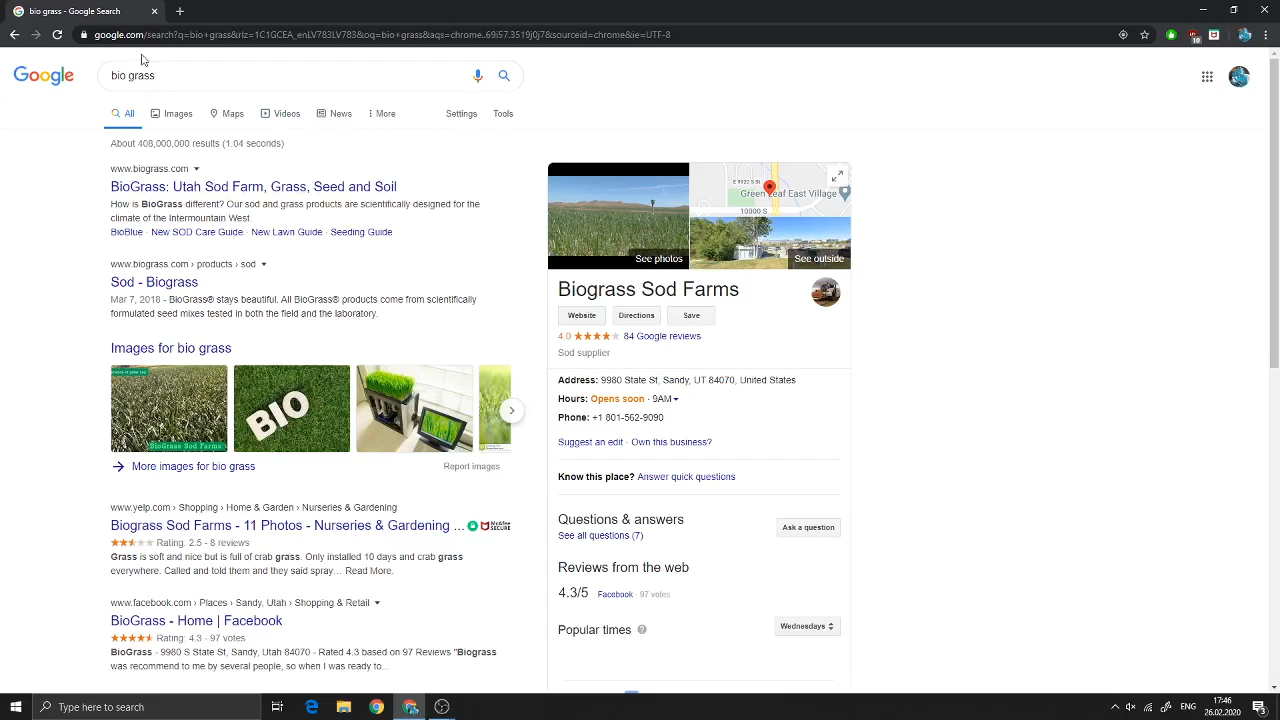 bio grass - Google Search
google.com/search?q=bio+grass&rlz=1C1GCEA_enLV783LV783&oq=bio+grass&aqs=chrome..69i57.3519j0j7&sourceid=chrome&ie=UTF-8
10
Google
bio grass
All
Images
Maps
Videos
News
More
Settings
Tools
About 408,000,000 results (1.04 seconds)
www.biograss.com
BioGrass: Utah Sod Farm, Grass, Seed and Soil
How is BioGrass different? Our sod and grass products are scientifically designed for the
climate of the Intermountain West.
BioBlue · New SOD Care Guide · New Lawn Guide · Seeding Guide
www.biograss.com › products › sod
Sod - Biograss
Mar 7, 2018 - BioGrass® stays beautiful. All BioGrass® products come from scientifically
formulated seed mixes tested in both the field and the laboratory.
Images for bio grass
BioGrass Sod Farms
BIO
More images for bio grass
Report images
www.yelp.com › Shopping › Home & Garden › Nurseries & Gardening
Biograss Sod Farms - 11 Photos - Nurseries & Gardening ...
McAfee
SECURE
Rating: 2.5 - 8 reviews
Grass is soft and nice but is full of crab grass. Only installed 10 days and crab grass
everywhere. Called and told them and they said spray… Read More.
www.facebook.com › Places › Sandy, Utah › Shopping & Retail
BioGrass - Home | Facebook
Rating: 4.3 - 97 votes
BioGrass - 9980 S State St, Sandy, Utah 84070 - Rated 4.3 based on 97 Reviews "Biograss
was recommend to me by several people, so when I was ready to...
See photos
E 9920 S St
Green Leaf East Village
10000 S
See outside
Biograss Sod Farms
Website
Directions
Save
4.0
84 Google reviews
Sod supplier
Address: 9980 State St, Sandy, UT 84070, United States
Hours: Opens soon · 9AM
Phone: +1 801-562-9090
Suggest an edit · Own this business?
Know this place? Answer quick questions
Questions & answers
See all questions (7)
Ask a question
Reviews from the web
4.3/5
Facebook · 97 votes
Popular times
Wednesdays
Type here to search
ENG
17:46
26.02.2020